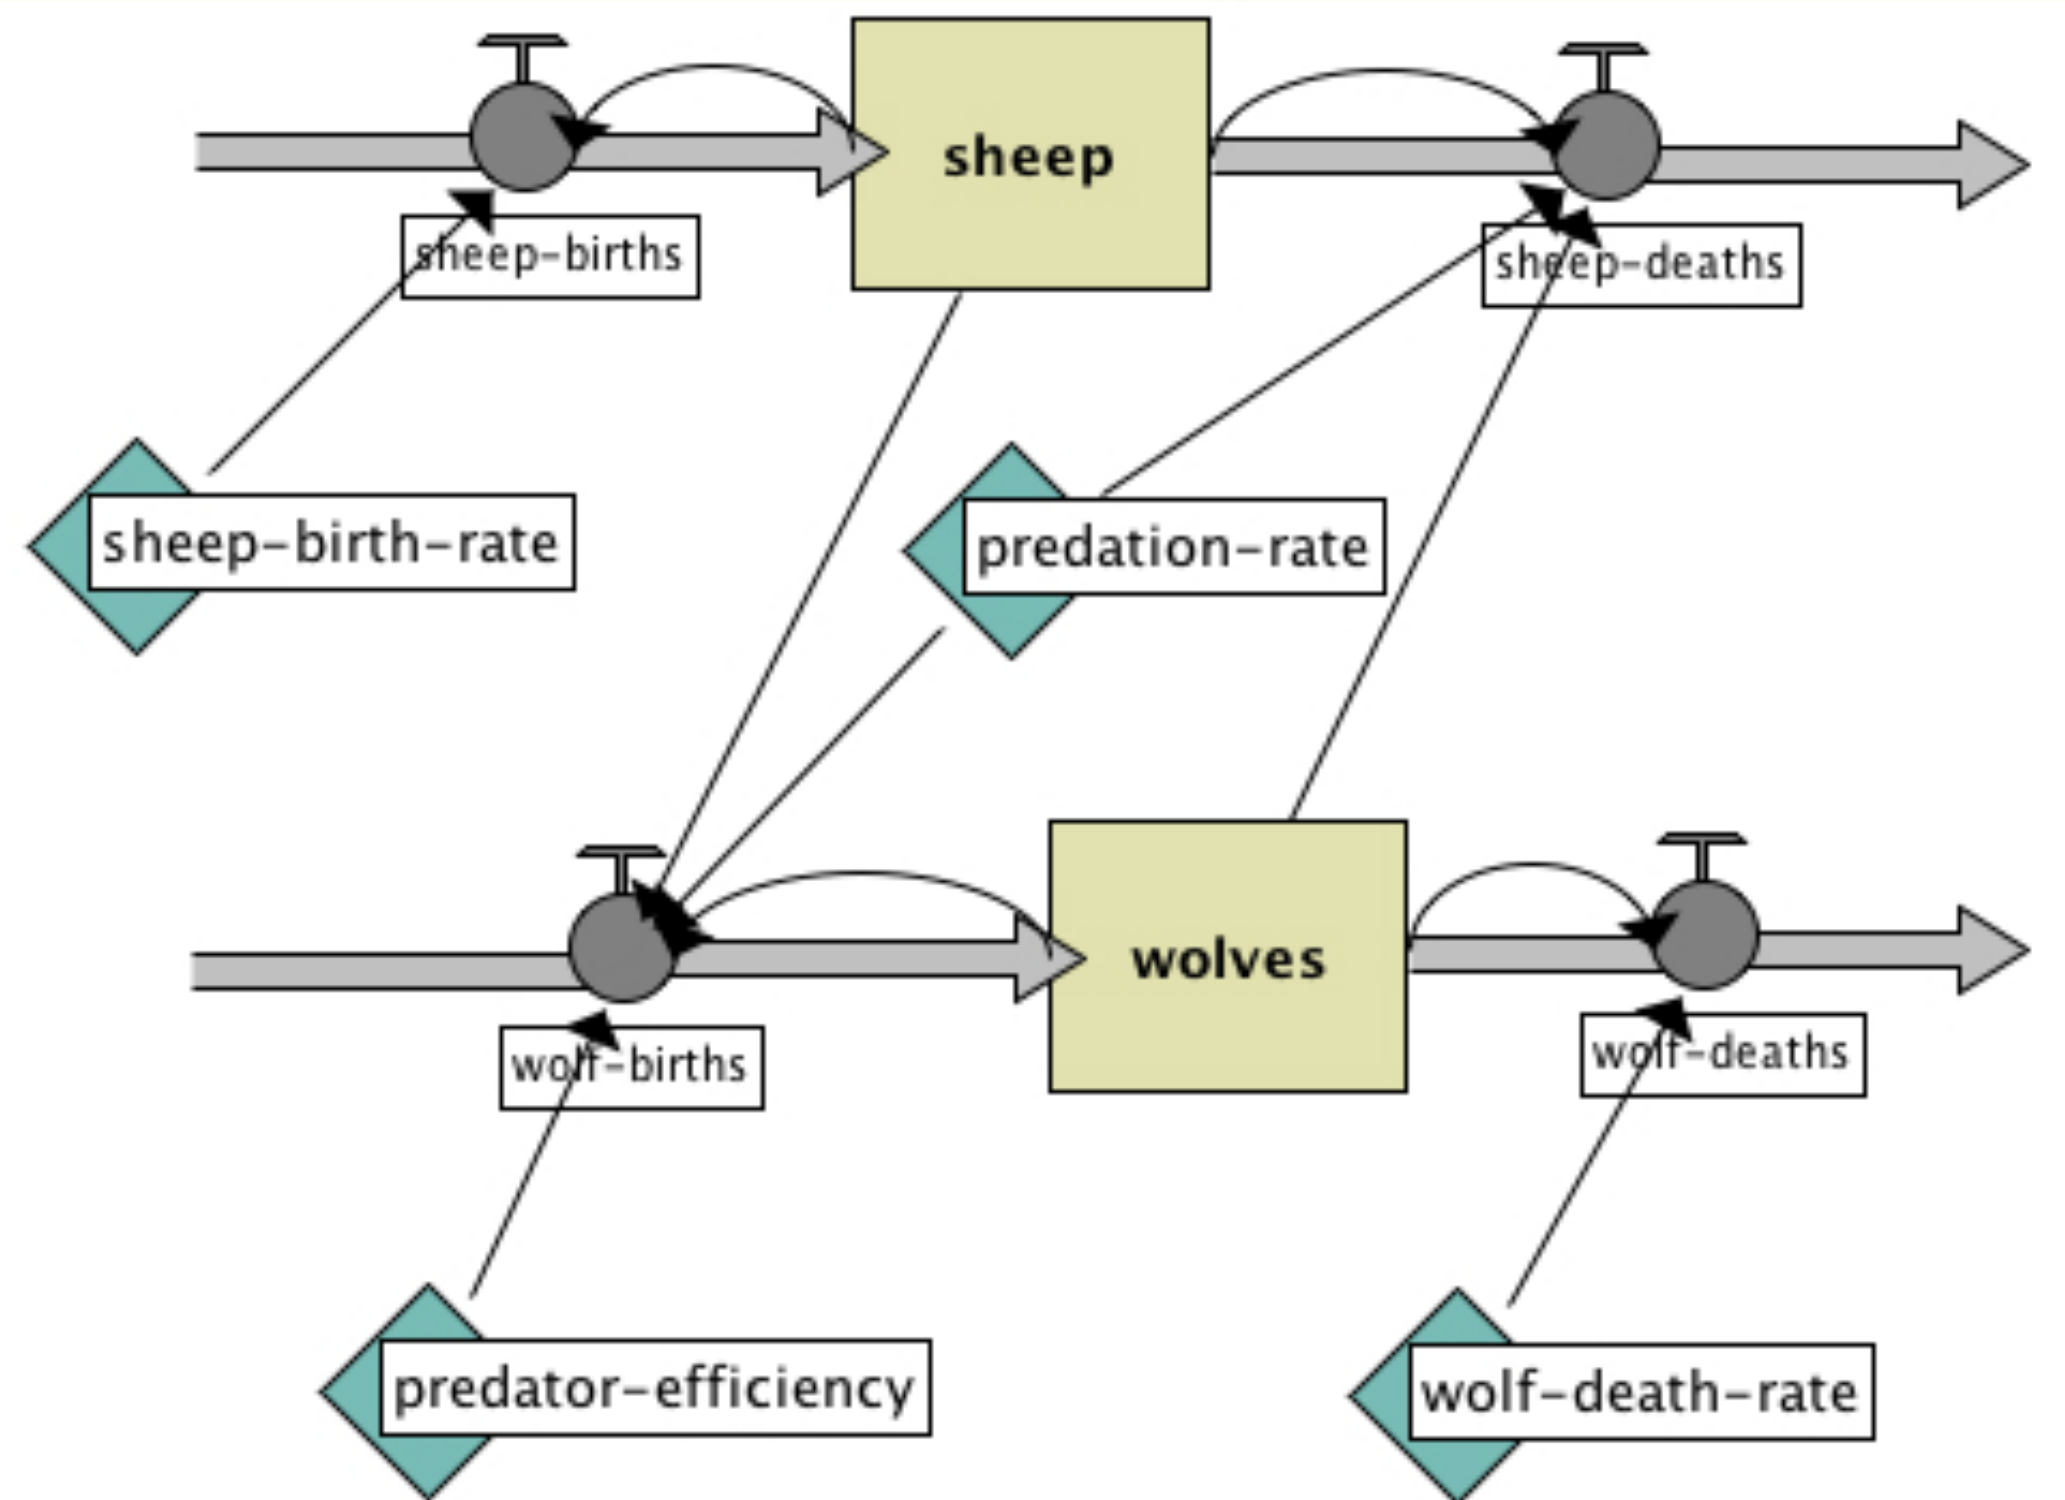 sheep
sheep-births
sheep-deaths
sheep-birth-rate
predation-rate
wolves
wolf-births
wolf-deaths
predator-efficiency
wolf-death-rate